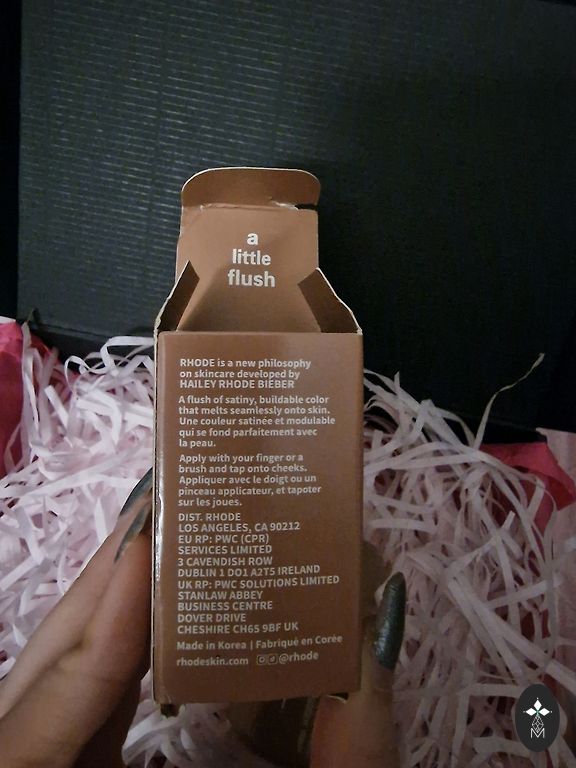 a
little
flush
RHODE is a new philosophy
on skincare developed by
HAILEY RHODE BIEBER
A flush of satiny, buildable color
that melts seamlessly onto skin.
Une couleur satinée et modulable
qui se fond parfaitement avec
la peau.
Apply with your finger or a
brush and tap onto cheeks.
Appliquer avec le doigt ou un
pinceau applicateur, et tapoter
sur les joues.
DIST. RHODE
LOS ANGELES, CA 90212
EU RP: PWC (CPR)
SERVICES LIMITED
3 CAVENDISH ROW
DUBLIN 1 DO1 A2T5 IRELAND
UK RP: PWC SOLUTIONS LIMITED
STANLAW ABBEY
BUSINESS CENTRE
DOVER DRIVE
CHESHIRE CH65 9BF UK
Made in Korea | Fabriqué en Corée
rhodeskin.com @rhode
M